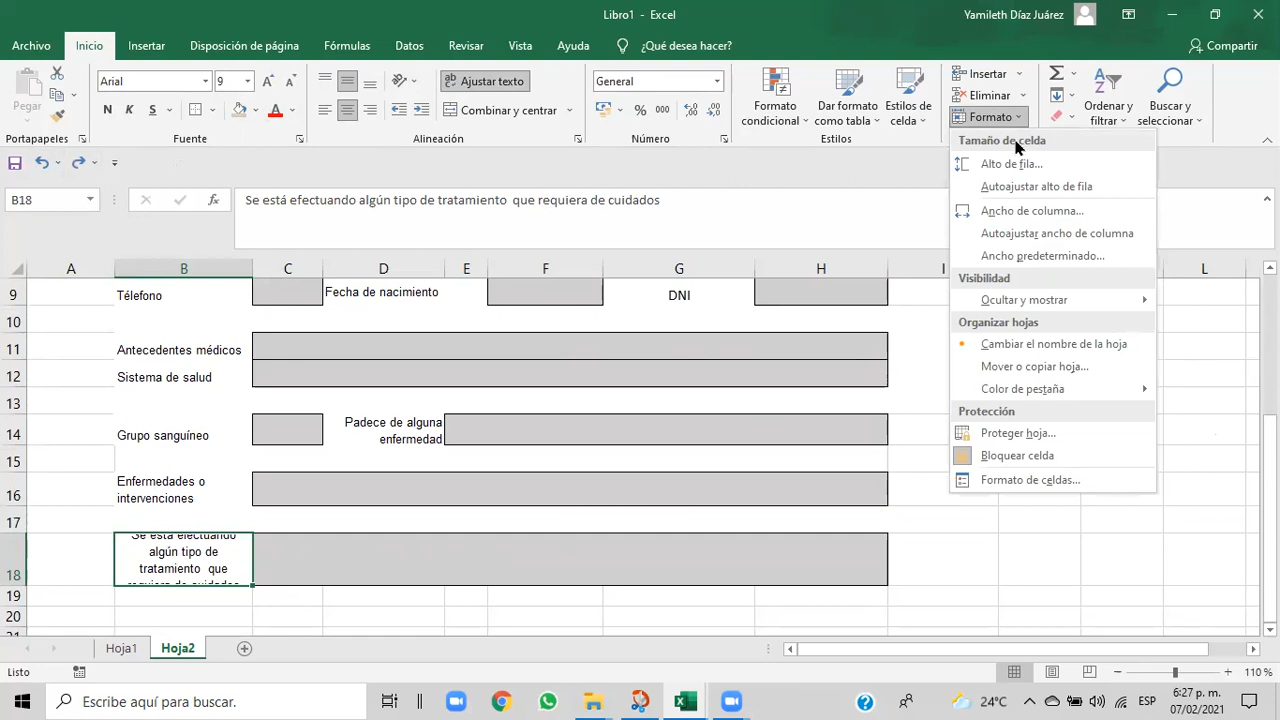 Libro1 - Excel
Yamileth Díaz Juárez
Archivo Inicio Insertar Disposición de página Fórmulas Datos Revisar Vista Ayuda ¿Qué desea hacer? Compartir
Pegar
Arial 9
N K S
Ajustar texto
Combinar y centrar
General
% 000
Formato condicional
Dar formato como tabla
Estilos de celda
Insertar
Eliminar
Formato
Ordenar y filtrar
Buscar y seleccionar
Portapapeles Fuente Alineación Número Estilos
Tamaño de celda
Alto de fila...
Autoajustar alto de fila
Ancho de columna...
Autoajustar ancho de columna
Ancho predeterminado...
Visibilidad
Ocultar y mostrar
Organizar hojas
Cambiar el nombre de la hoja
Mover o copiar hoja...
Color de pestaña
Protección
Proteger hoja...
Bloquear celda
Formato de celdas...
B18 fx Se está efectuando algún tipo de tratamiento  que requiera de cuidados
A B C D E F G H I L
9 Télefono Fecha de nacimiento DNI
10
11 Antecedentes médicos
12 Sistema de salud
13
14 Grupo sanguíneo Padece de alguna enfermedad
15
16 Enfermedades o intervenciones
17
18 Se está efectuando
algún tipo de
tratamiento  que
requiera de cuidados
19
20
21
Hoja1 Hoja2
Listo 110 %
Escribe aquí para buscar.
24°C ESP 6:27 p. m.
07/02/2021